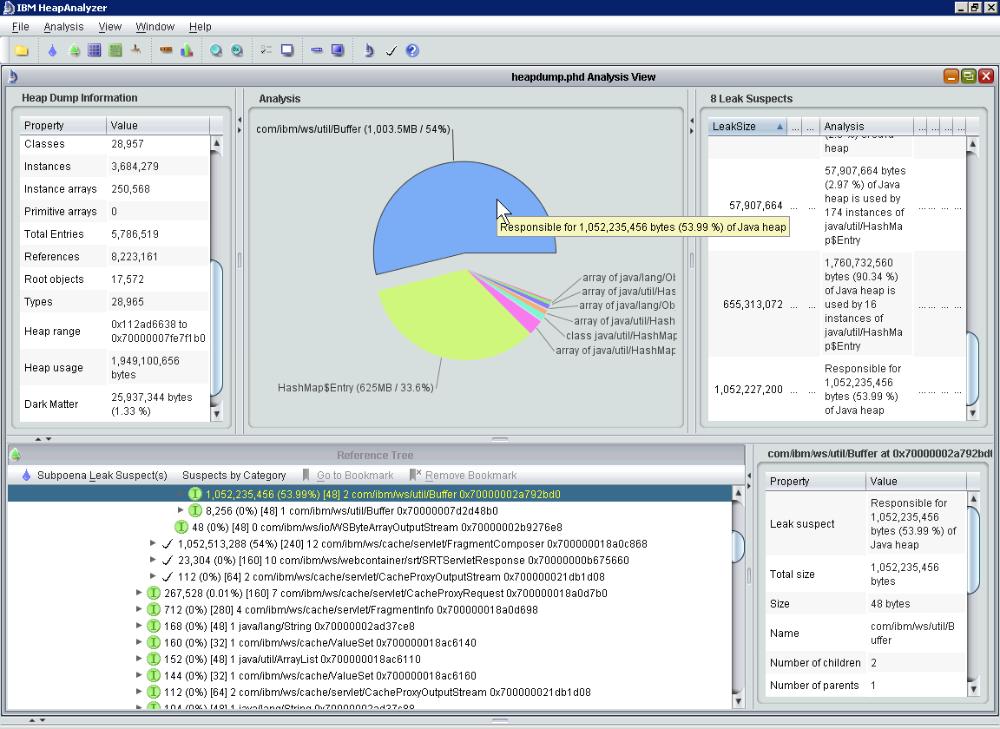 IBM HeapAnalyzer
File Analysis View Window Help
heapdump.phd Analysis View
Heap Dump Information
Property Value
Classes 28,957
Instances 3,684,279
Instance arrays 250,568
Primitive arrays 0
Total Entries 5,786,519
References 8,223,161
Root objects 17,572
Types 28,965
Heap range 0x112ad6638 to
0x70000007fe7f1b0
Heap usage 1,949,100,656
bytes
Dark Matter 25,937,344 bytes
(1.33 %)
Analysis
com/ibm/ws/util/Buffer (1,003.5MB / 54%)
Responsible for 1,052,235,456 bytes (53.99 %) of Java heap
array of java/lang/Ob
array of java/util/Has
array of java/lang/Ob
array of java/util/Hash
class java/util/HashMap
array of java/util/HashMap
HashMap$Entry (625MB / 33.6%)
8 Leak Suspects
LeakSize ... ... Analysis ... ... ... ...
heap
57,907,664 ... ... 57,907,664 bytes
(2.97 %) of Java
heap is used by
174 instances of
java/util/HashMa
p$Entry ... ... ... ...
655,313,072 ... ... 1,760,732,560
bytes (90.34 %)
of Java heap is
used by 16
instances of
java/util/HashMa
p$Entry ... ... ... ...
1,052,227,200 ... ... Responsible for
1,052,235,456
bytes (53.99 %)
of Java heap ... ... ... ...
Reference Tree
Subpoena Leak Suspect(s) Suspects by Category Go to Bookmark Remove Bookmark
1,052,235,456 (53.99%) [48] 2 com/ibm/ws/util/Buffer 0x70000002a792bd0
8,256 (0%) [48] 1 com/ibm/ws/util/Buffer 0x70000007d2d48b0
48 (0%) [48] 0 com/ibm/ws/io/WSByteArrayOutputStream 0x70000002b9276e8
1,052,513,288 (54%) [240] 12 com/ibm/ws/cache/servlet/FragmentComposer 0x700000018a0c868
23,304 (0%) [160] 10 com/ibm/ws/webcontainer/srt/SRTServletResponse 0x70000000b675660
112 (0%) [64] 2 com/ibm/ws/cache/servlet/CacheProxyOutputStream 0x700000021db1d08
267,528 (0.01%) [160] 7 com/ibm/ws/cache/servlet/CacheProxyRequest 0x700000018a0d7b0
712 (0%) [280] 4 com/ibm/ws/cache/servlet/FragmentInfo 0x700000018a0d698
168 (0%) [48] 1 java/lang/String 0x70000002ad37ce8
160 (0%) [32] 1 com/ibm/ws/cache/ValueSet 0x700000018ac6140
152 (0%) [48] 1 java/util/ArrayList 0x700000018ac6110
144 (0%) [32] 1 com/ibm/ws/cache/ValueSet 0x700000018ac6160
112 (0%) [64] 2 com/ibm/ws/cache/servlet/CacheProxyOutputStream 0x700000021db1d08
104 (0%) [48] 1 java/lang/String 0x70000002ad37c88
com/ibm/ws/util/Buffer at 0x70000002a792bd0
Property Value
Leak suspect Responsible for
1,052,235,456
bytes (53.99 %) of
Java heap
Total size 1,052,235,456
bytes
Size 48 bytes
Name com/ibm/ws/util/B
uffer
Number of children 2
Number of parents 1